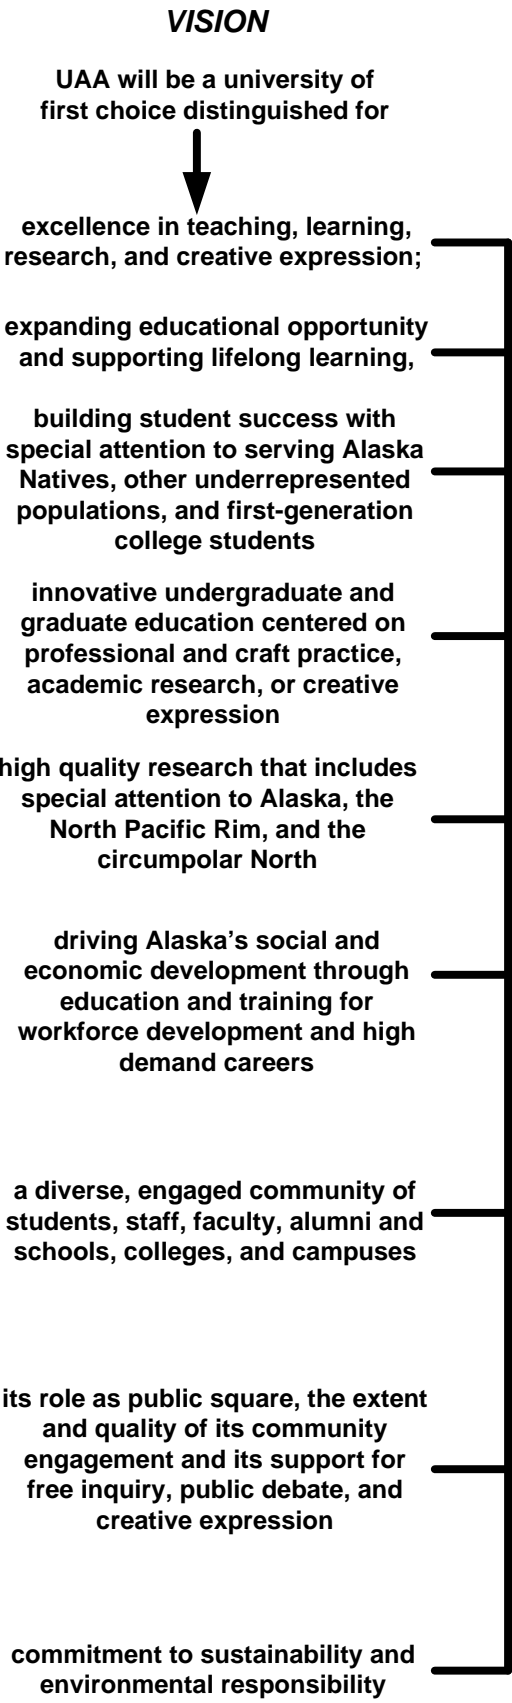 VISION
UAA will be a university of
first choice distinguished for
excellence in teaching, learning,
research, and creative expression;
expanding educational opportunity
and supporting lifelong learning,
building student success with
special attention to serving Alaska
Natives, other underrepresented
populations, and first-generation
college students
innovative undergraduate and
graduate education centered on
professional and craft practice,
academic research, or creative
expression
high quality research that includes
special attention to Alaska, the
North Pacific Rim, and the
circumpolar North
driving Alaska’s social and
economic development through
education and training for
workforce development and high
demand careers
a diverse, engaged community of
students, staff, faculty, alumni and
schools, colleges, and campuses
its role as public square, the extent
and quality of its community
engagement and its support for
free inquiry, public debate, and
creative expression
commitment to sustainability and
environmental responsibility